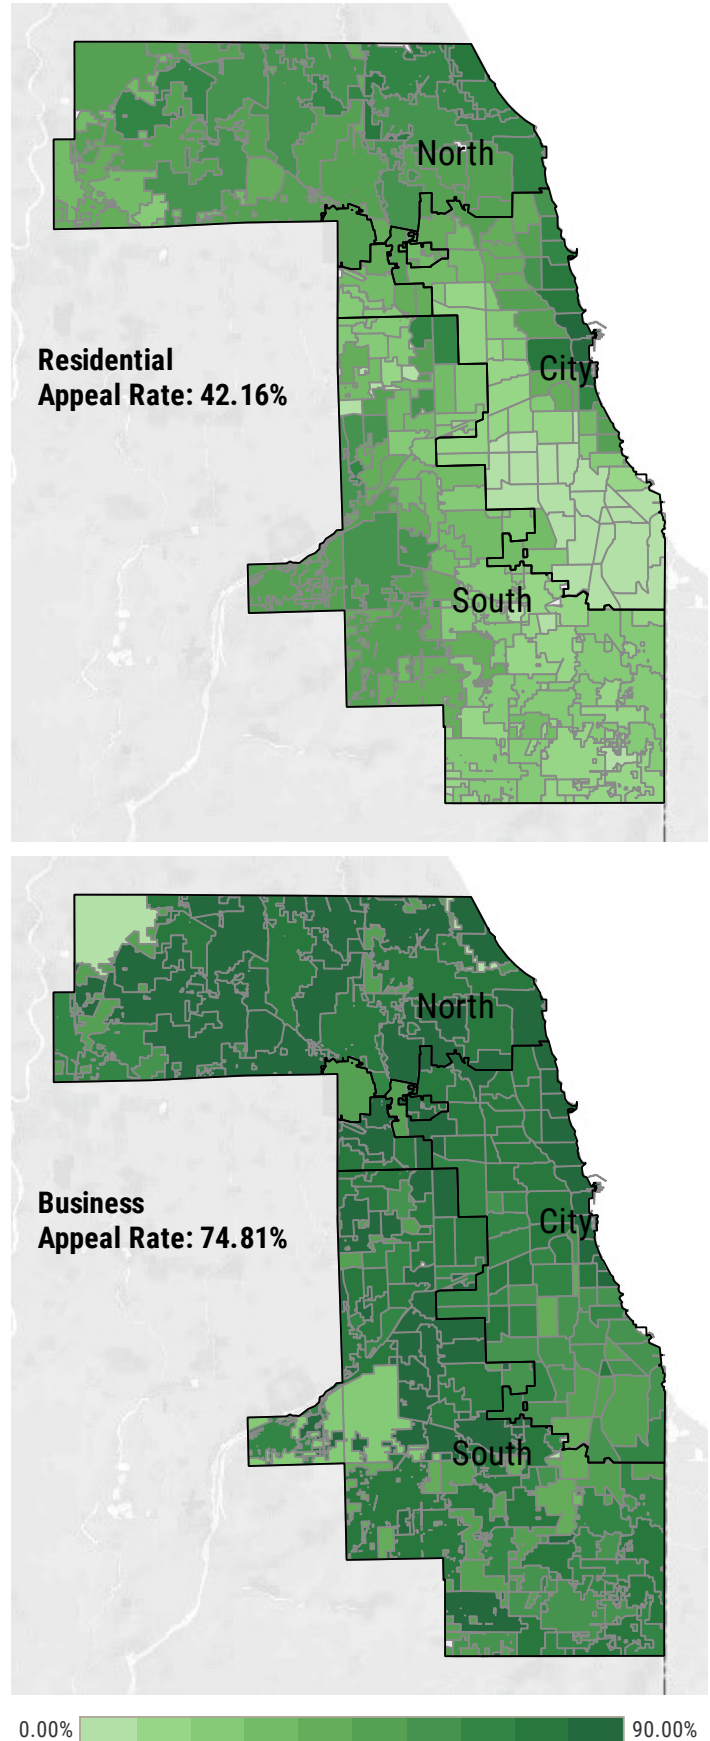 North
Residential
Appeal Rate: 42.16%
City
South
North
Business
Appeal Rate: 74.81%
City
South
0.00%
90.00%